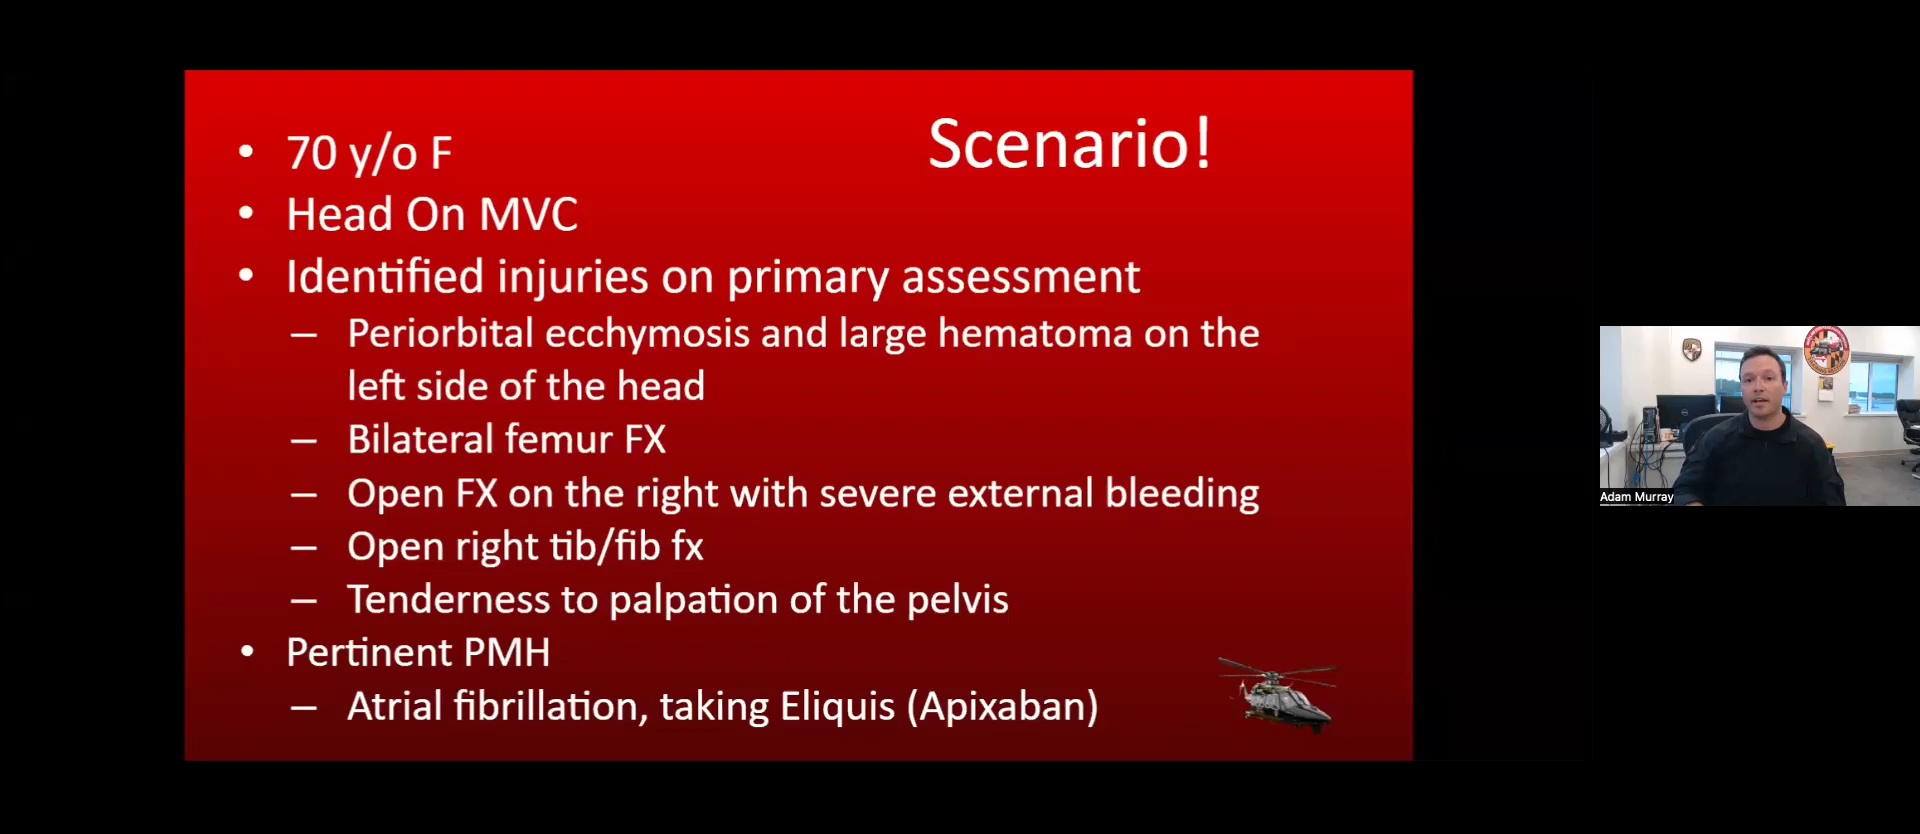 Scenario!
• 70 y/o F
• Head On MVC
• Identified injuries on primary assessment
– Periorbital ecchymosis and large hematoma on the
left side of the head
– Bilateral femur FX
– Open FX on the right with severe external bleeding
– Open right tib/fib fx
– Tenderness to palpation of the pelvis
• Pertinent PMH
– Atrial fibrillation, taking Eliquis (Apixaban)
Adam Murray